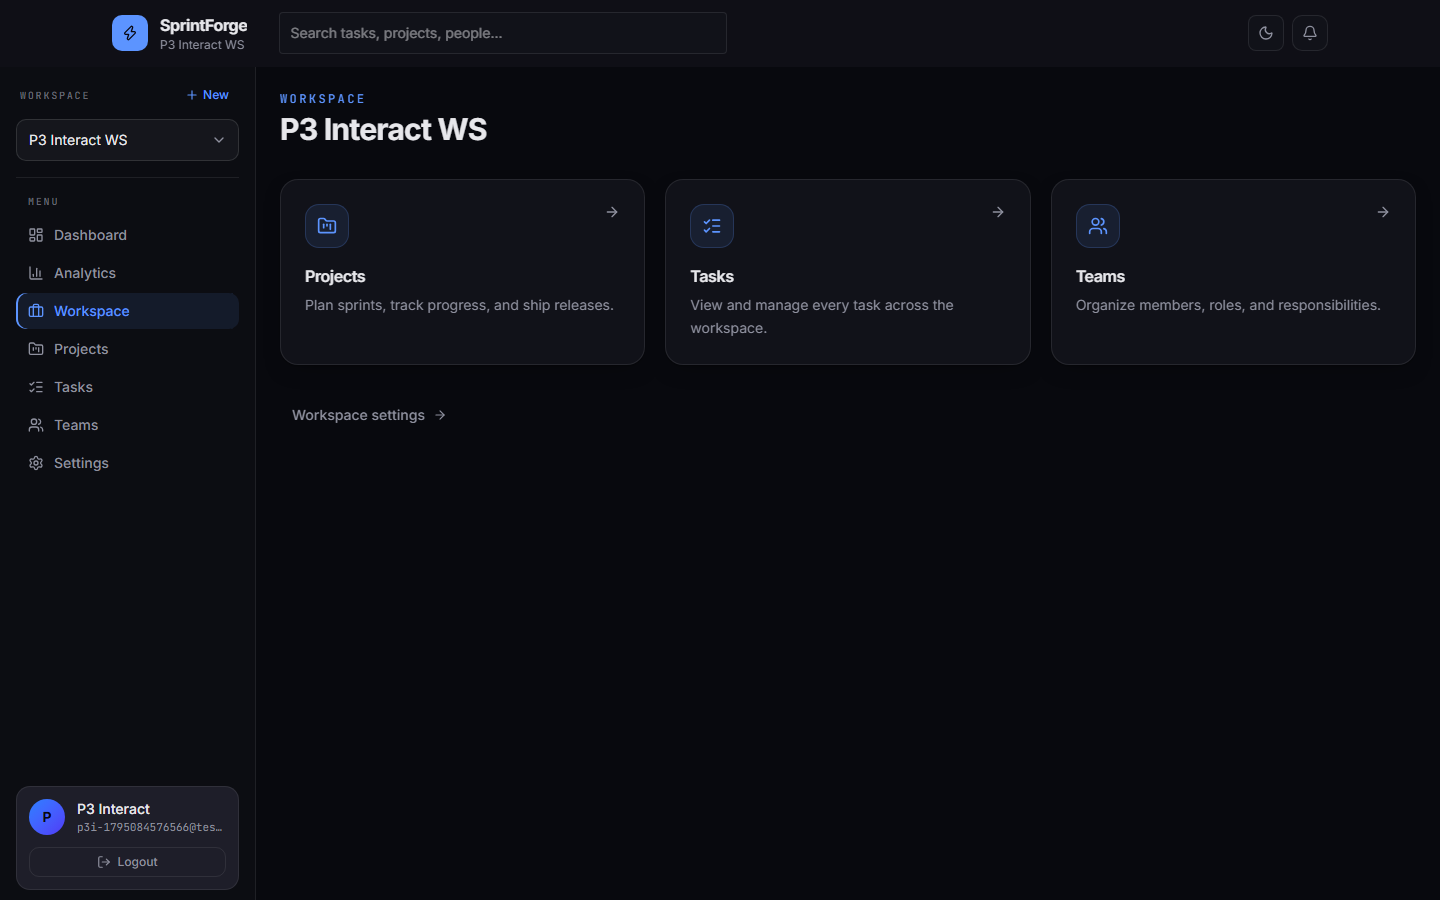 SprintForge
P3 Interact WS
Search tasks, projects, people...
WORKSPACE
New
P3 Interact WS
MENU
Dashboard
Analytics
Workspace
Projects
Tasks
Teams
Settings
P
P3 Interact
p3i-1795084576566@tes…
Logout
WORKSPACE
P3 Interact WS
Projects
Plan sprints, track progress, and ship releases.
Tasks
View and manage every task across the
workspace.
Teams
Organize members, roles, and responsibilities.
Workspace settings